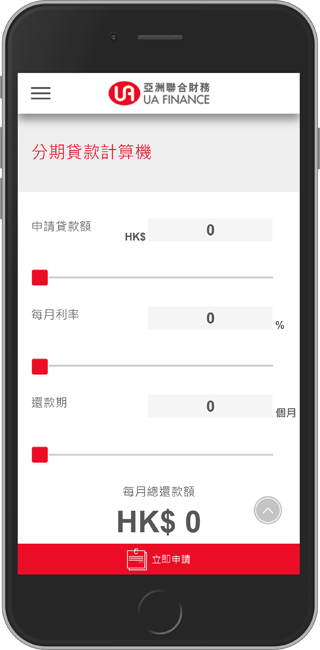 UA 亞洲聯合財務
UA FINANCE
分期貸款計算機
申請貸款額 HK$ 0
每月利率 0 %
還款期 0 個月
每月總還款額
HK$ 0
立即申請